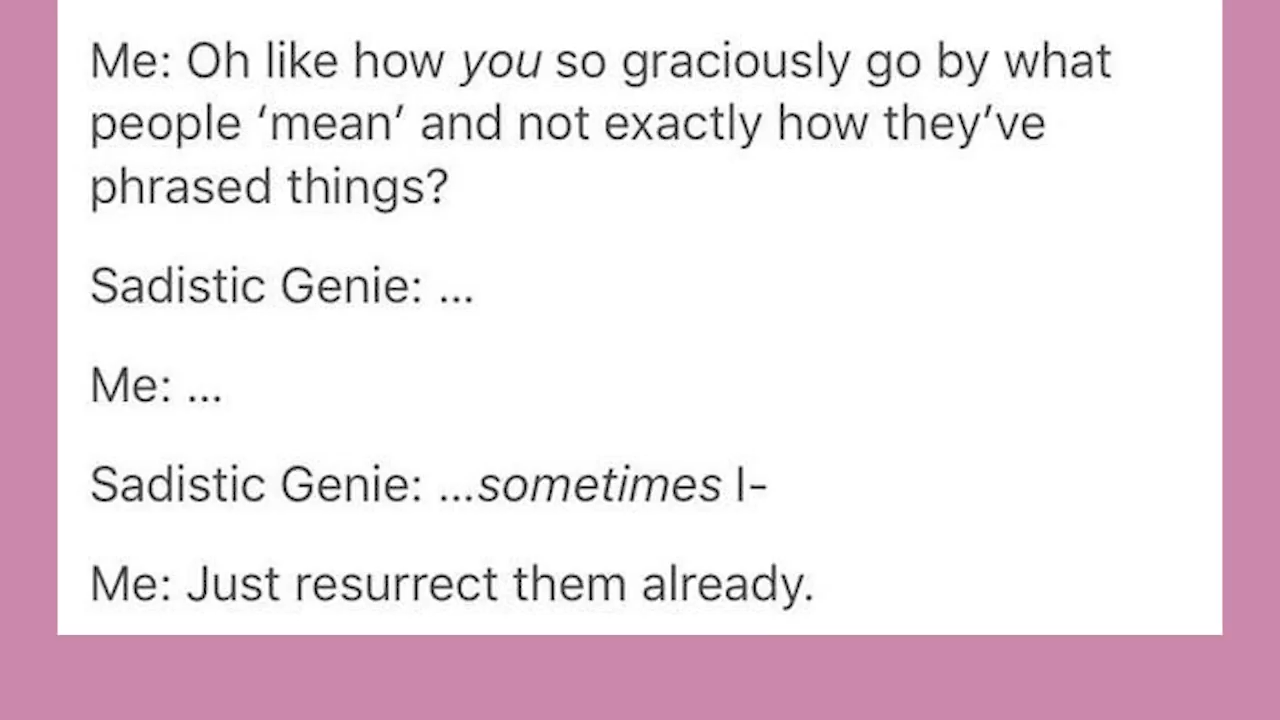 Me: Oh like how you so graciously go by what
people ‘mean’ and not exactly how they’ve
phrased things?
Sadistic Genie: ...
Me: ...
Sadistic Genie: ...sometimes I-
Me: Just resurrect them already.